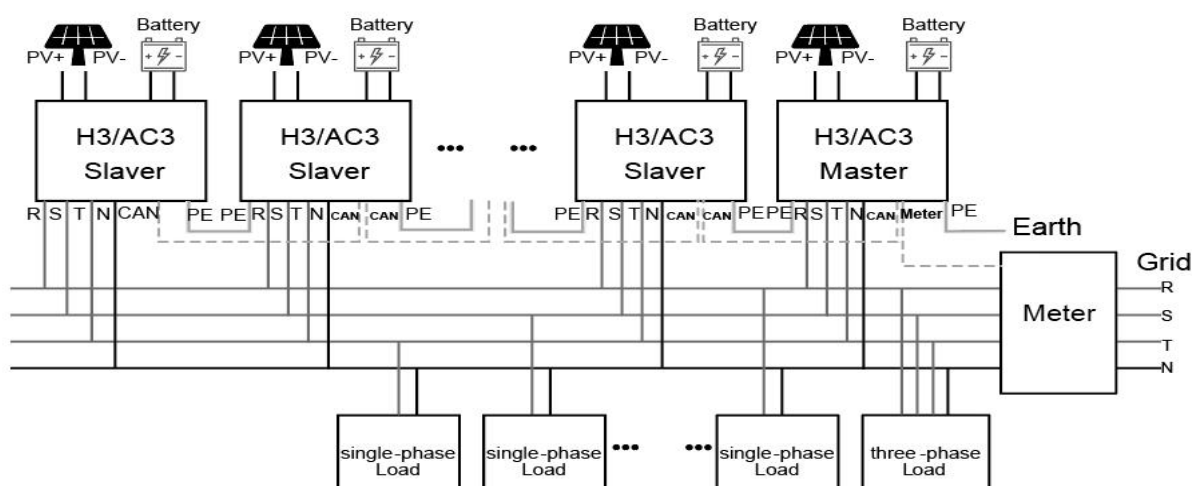 Battery
Battery
Battery
Battery
PV+ PV-
PV+ PV-
PV+ PV-
PV+ PV-
H3/AC3
Slaver
H3/AC3
Slaver
H3/AC3
Slaver
H3/AC3
Master
R S T N CAN PE
PE R S T N CAN CAN PE
PE R S T N CAN CAN PE
PE R S T N CAN Meter PE
Earth
Grid
Meter
R
S
T
N
single-phase
Load
single-phase
Load
single-phase
Load
three-phase
Load